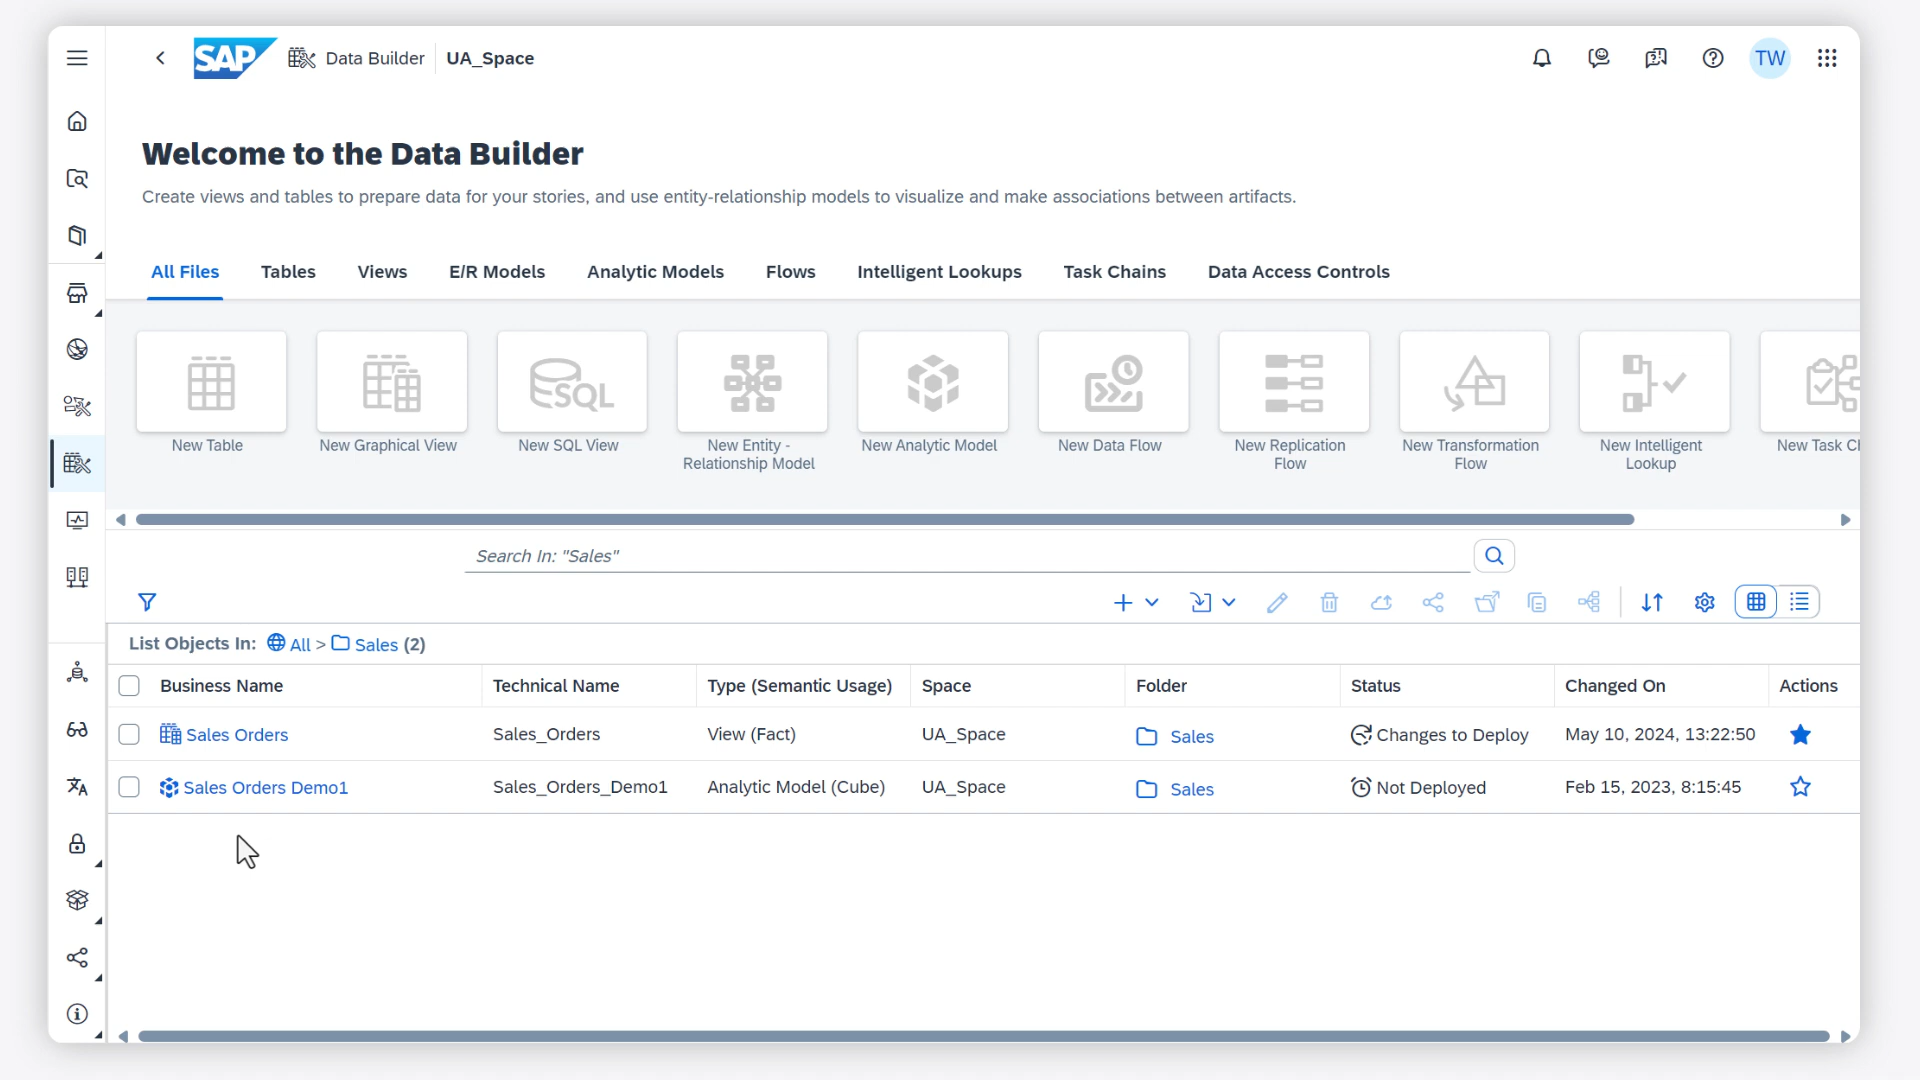 SAP Data Builder UA_Space
TW
Welcome to the Data Builder
Create views and tables to prepare data for your stories, and use entity-relationship models to visualize and make associations between artifacts.
All Files Tables Views E/R Models Analytic Models Flows Intelligent Lookups Task Chains Data Access Controls
SQL
New Table New Graphical View New SQL View New Entity - New Analytic Model New Data Flow New Replication New Transformation New Intelligent New Task
Relationship Model Flow Flow Lookup
Search In: "Sales"
List Objects In: All > Sales (2)
Business Name Technical Name Type (Semantic Usage) Space Folder Status Changed On Actions
Sales Orders Sales_Orders View (Fact) UA_Space Sales Changes to Deploy May 10, 2024, 13:22:50
Sales Orders Demo1 Sales_Orders_Demo1 Analytic Model (Cube) UA_Space Sales Not Deployed Feb 15, 2023, 8:15:45